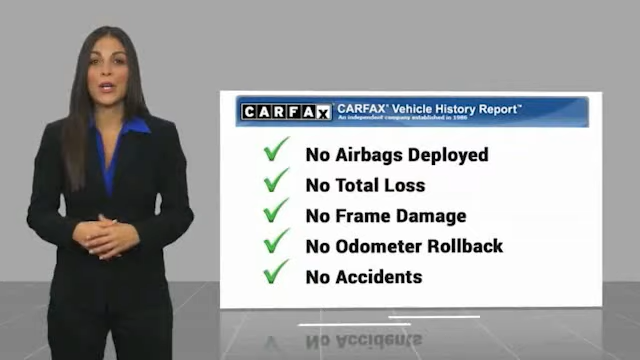 CARFAX CARFAX® Vehicle History Report™
An independent company established in 1986
No Airbags Deployed
No Total Loss
No Frame Damage
No Odometer Rollback
No Accidents